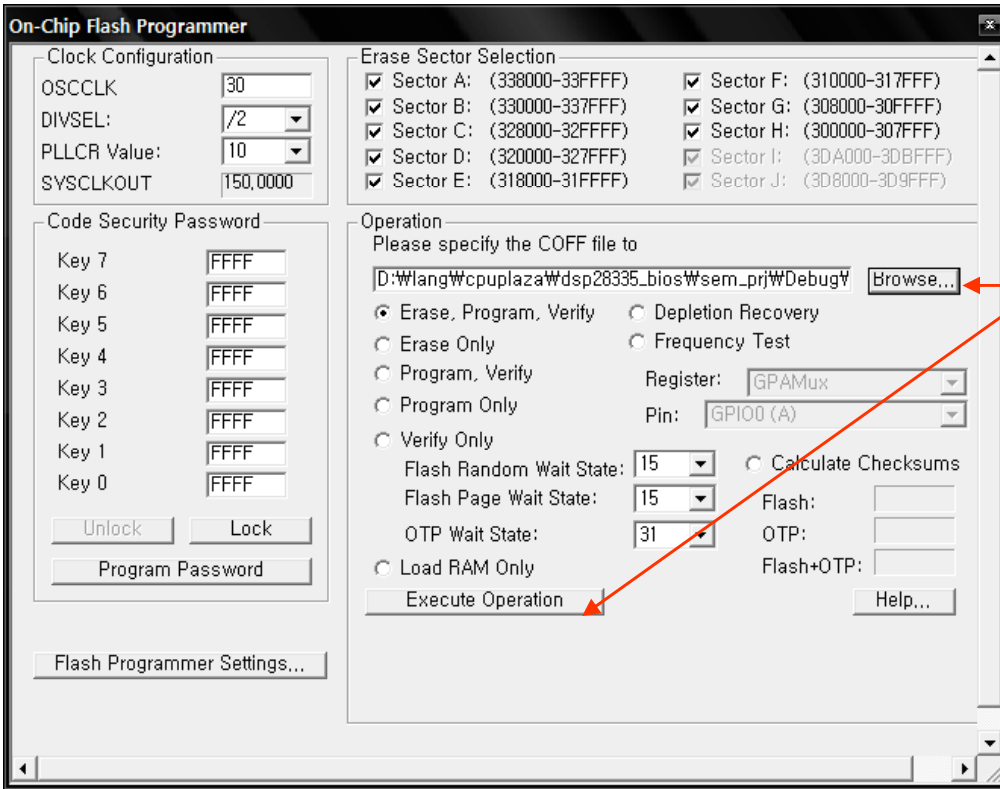 On-Chip Flash Programmer
Clock Configuration
OSCCLK 30
DIVSEL: /2
PLLCR Value: 10
SYSCLKOUT 150,0000
Code Security Password
Key 7 FFFF
Key 6 FFFF
Key 5 FFFF
Key 4 FFFF
Key 3 FFFF
Key 2 FFFF
Key 1 FFFF
Key 0 FFFF
Unlock Lock
Program Password
Flash Programmer Settings,,,
Erase Sector Selection
Sector A: (338000-33FFFF) Sector F: (310000-317FFF)
Sector B: (330000-337FFF) Sector G: (308000-30FFFF)
Sector C: (328000-32FFFF) Sector H: (300000-307FFF)
Sector D: (320000-327FFF) Sector I: (3DA000-3DBFFF)
Sector E: (318000-31FFFF) Sector J: (3D8000-3D9FFF)
Operation
Please specify the COFF file to
D:₩lang₩cpuplaza₩dsp28335_bios₩sem_prj₩Debug₩ Browse,,,
Erase, Program, Verify Depletion Recovery
Erase Only Frequency Test
Program, Verify Register: GPAMux
Program Only Pin: GPIO0 (A)
Verify Only
Flash Random Wait State: 15 Calculate Checksums
Flash Page Wait State: 15 Flash:
OTP Wait State: 31 OTP:
Load RAM Only Flash+OTP:
Execute Operation Help,,,